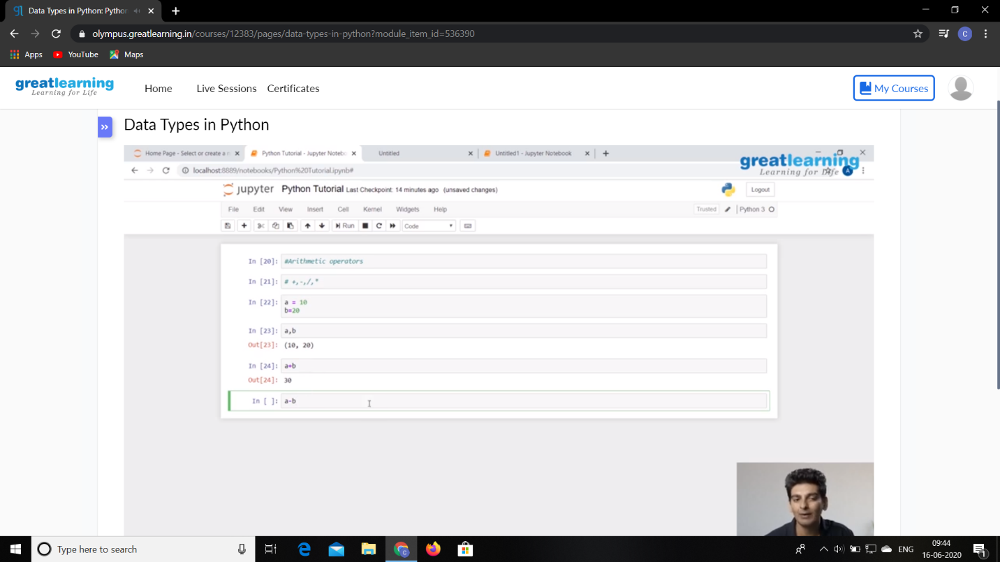 Data Types in Python: Python
olympus.greatlearning.in/courses/12383/pages/data-types-in-python?module_item_id=536390
C
Apps YouTube Maps
greatlearning
Learning for Life
Home Live Sessions Certificates
My Courses
Data Types in Python
Home Page - Select or create a
Python Tutorial - Jupyter Notebo
Untitled
Untitled1 - Jupyter Notebook
greatlearning
Learning for Life
localhost:8889/notebooks/Python%20Tutorial.ipynb#
A
jupyter Python Tutorial Last Checkpoint: 14 minutes ago (unsaved changes)
Logout
File Edit View Insert Cell Kernel Widgets Help
Trusted Python 3
Run Code
In [20]: #Arithmetic operators
In [21]: # +,-,/,*
In [22]: a = 10
b=20
In [23]: a,b
Out[23]: (10, 20)
In [24]: a+b
Out[24]: 30
In [ ]: a-b
Type here to search
ENG
09:44
16-06-2020
1